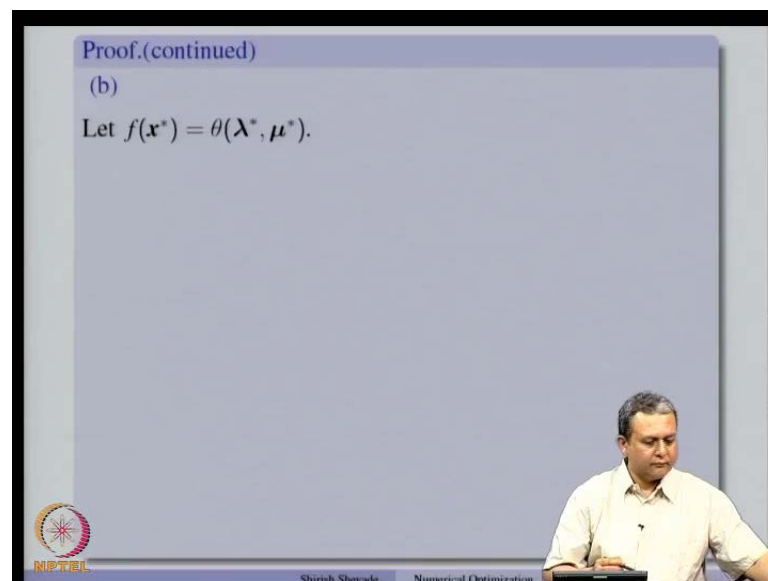 Proof.(continued)
(b)
Let f(x*) = θ(λ*, μ*).
NPTEL
Shirish Shevade Numerical Optimization